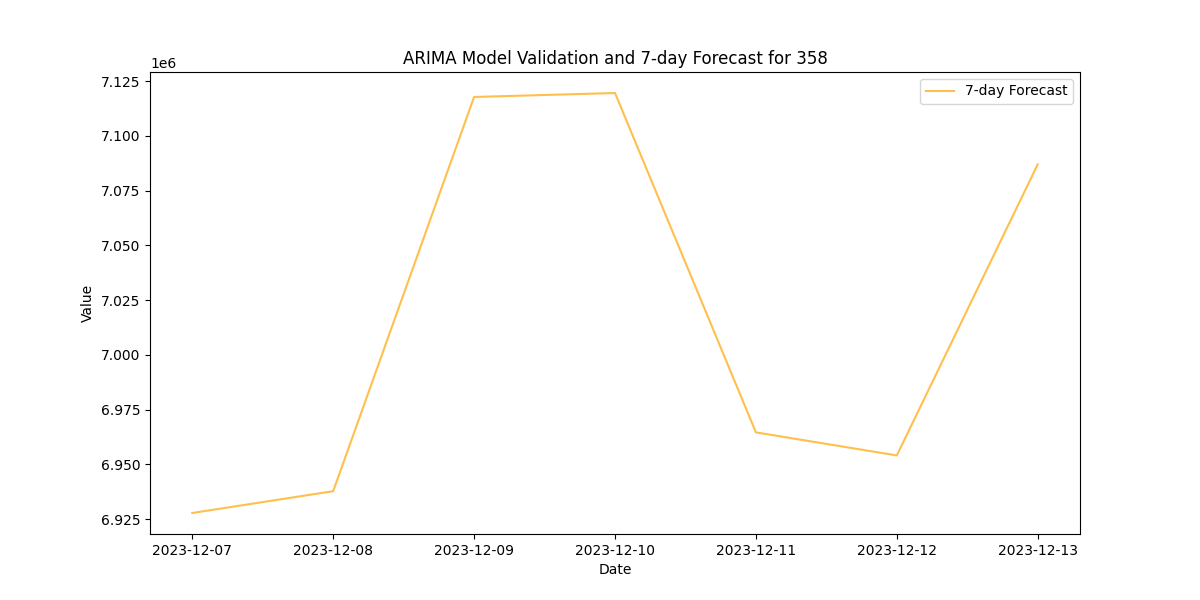 ARIMA Model Validation and 7-day Forecast for 358
1e6
7.125
7.100
7.075
7.050
7.025
7.000
6.975
6.950
6.925
Value
7-day Forecast
2023-12-07 2023-12-08 2023-12-09 2023-12-10 2023-12-11 2023-12-12 2023-12-13
Date